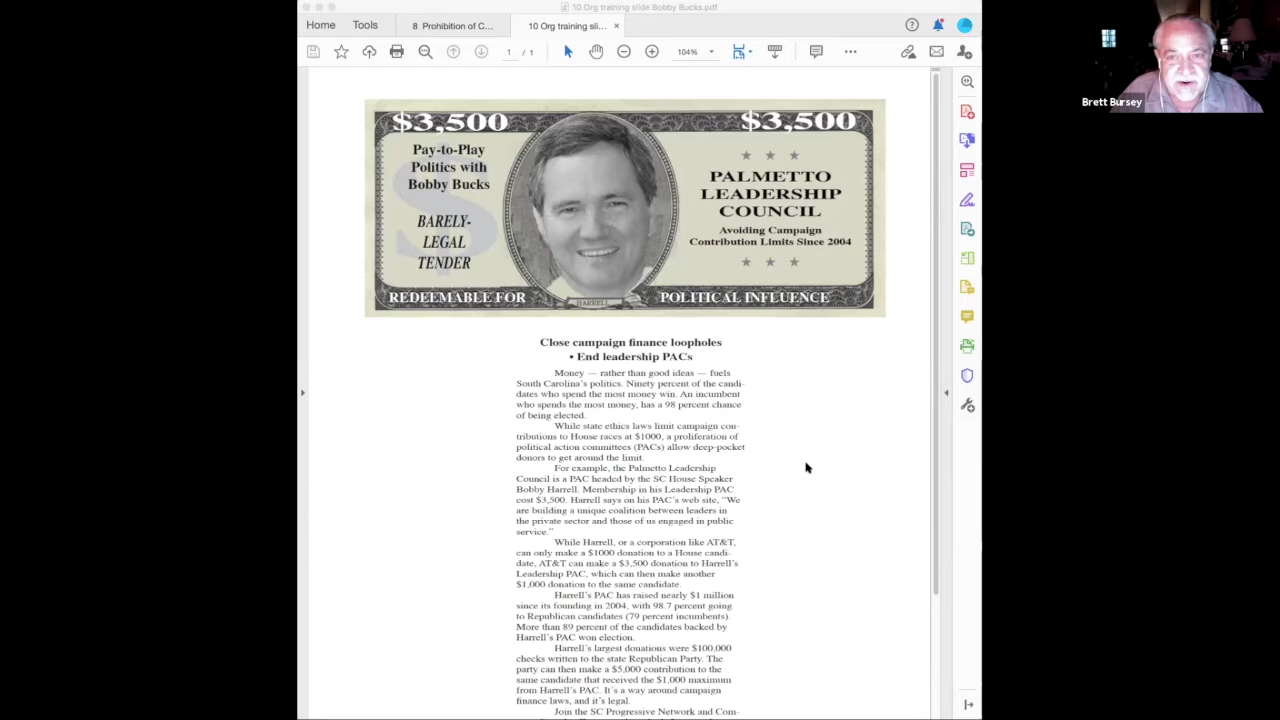 10 Org training slide Bobby Bucks.pdf
Home
Tools
8 Prohibition of C...
10 Org training sli...
1 / 1
104%
Brett Bursey
$3,500
$3,500
Pay-to-Play
Politics with
Bobby Bucks
BARELY-
LEGAL
TENDER
PALMETTO
LEADERSHIP
COUNCIL
Avoiding Campaign
Contribution Limits Since 2004
HARRELL
REDEEMABLE FOR
POLITICAL INFLUENCE
Close campaign finance loopholes
• End leadership PACs
Money — rather than good ideas — fuels
South Carolina's politics. Ninety percent of the candi-
dates who spend the most money win. An incumbent
who spends the most money, has a 98 percent chance
of being elected.
While state ethics laws limit campaign con-
tributions to House races at $1000, a proliferation of
political action committees (PACs) allow deep-pocket
donors to get around the limit.
For example, the Palmetto Leadership
Council is a PAC headed by the SC House Speaker
Bobby Harrell. Membership in his Leadership PAC
cost $3,500. Harrell says on his PAC's web site, "We
are building a unique coalition between leaders in
the private sector and those of us engaged in public
service."
While Harrell, or a corporation like AT&T,
can only make a $1000 donation to a House candi-
date, AT&T can make a $3,500 donation to Harrell's
Leadership PAC, which can then make another
$1,000 donation to the same candidate.
Harrell's PAC has raised nearly $1 million
since its founding in 2004, with 98.7 percent going
to Republican candidates (79 percent incumbents).
More than 89 percent of the candidates backed by
Harrell's PAC won election.
Harrell's largest donations were $100,000
checks written to the state Republican Party. The
party can then make a $5,000 contribution to the
same candidate that received the $1,000 maximum
from Harrell's PAC. It's a way around campaign
finance laws, and it's legal.
Join the SC Progressive Network and Com-